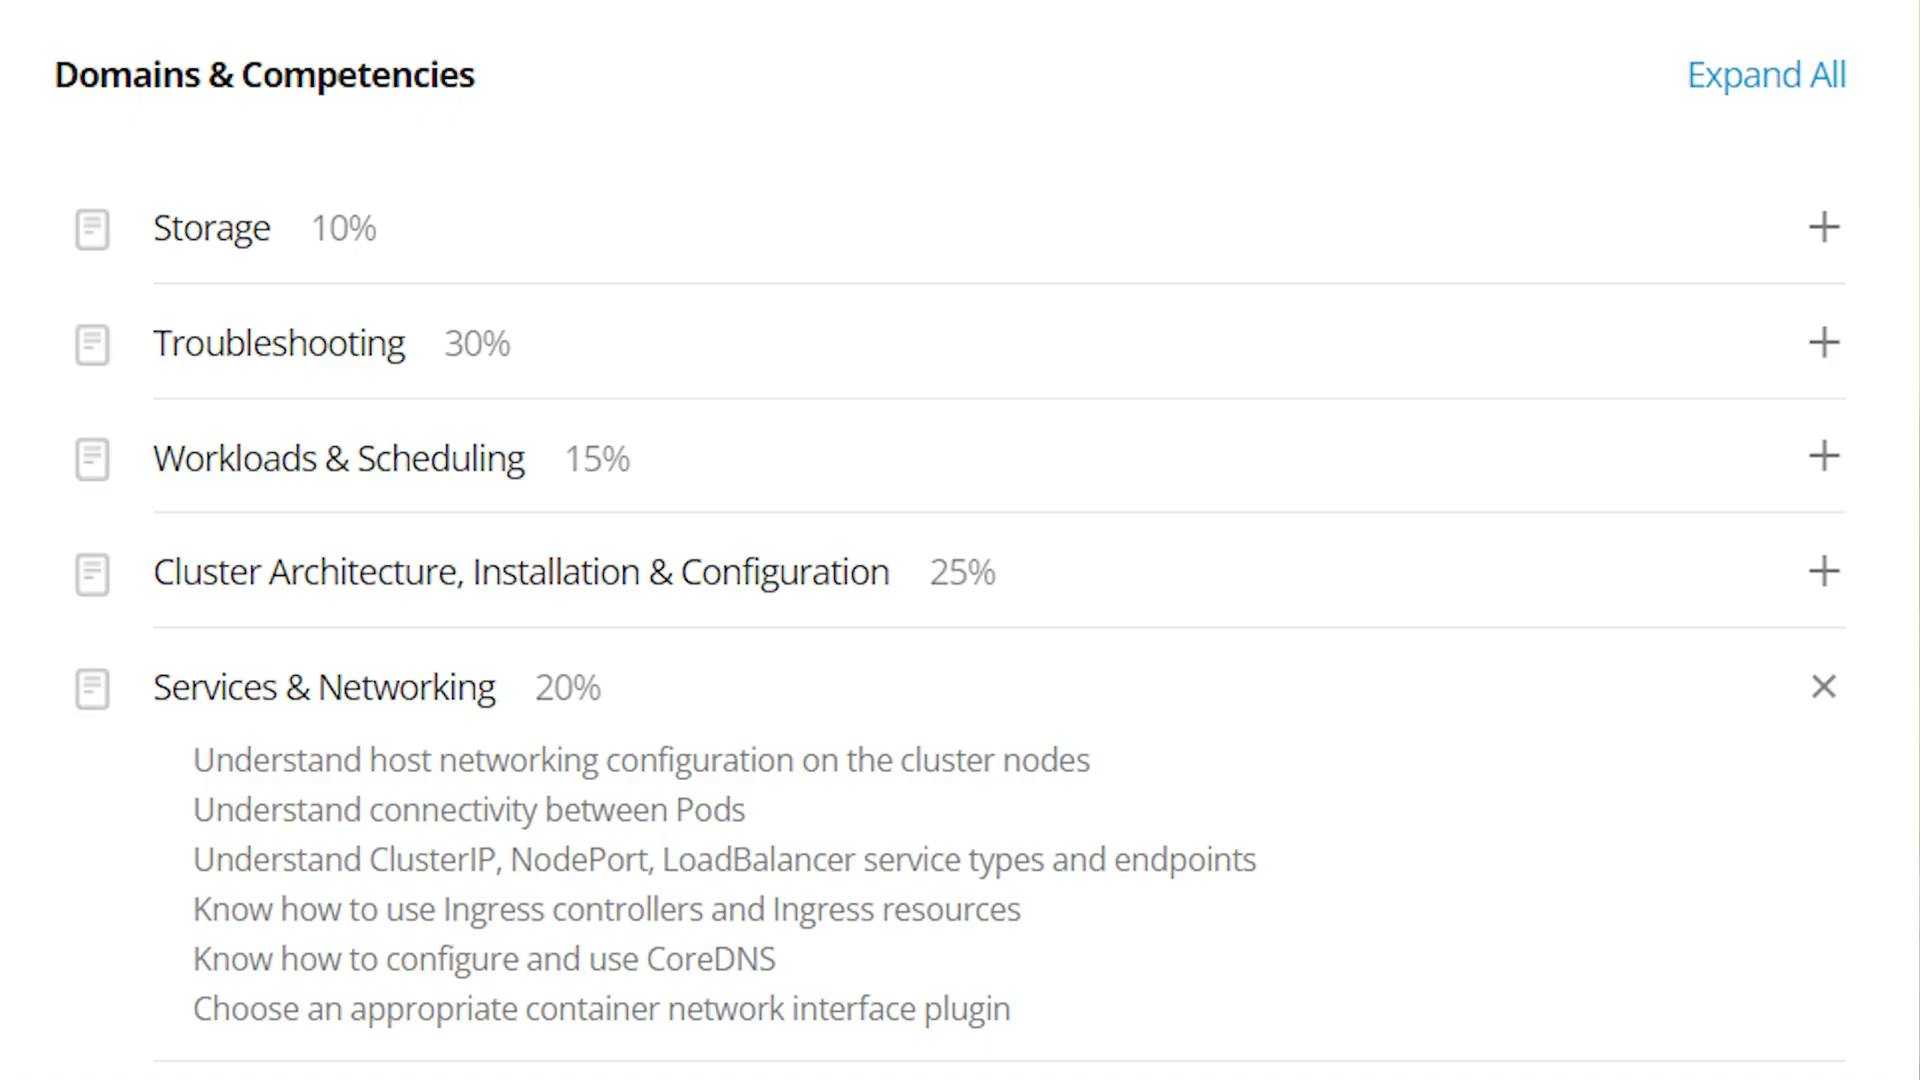 Domains & Competencies
Expand All
Storage 10%
Troubleshooting 30%
Workloads & Scheduling 15%
Cluster Architecture, Installation & Configuration 25%
Services & Networking 20%
Understand host networking configuration on the cluster nodes
Understand connectivity between Pods
Understand ClusterIP, NodePort, LoadBalancer service types and endpoints
Know how to use Ingress controllers and Ingress resources
Know how to configure and use CoreDNS
Choose an appropriate container network interface plugin